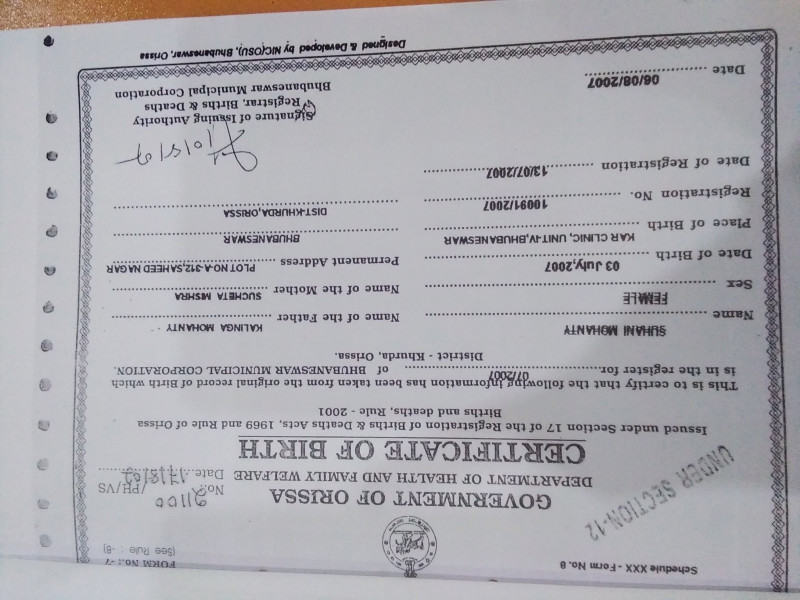 Schedule XXX - Form No. 8
FORM No.:-7
(See Rule : -8)
UNDER SECTION-12
GOVERNMENT OF ORISSA
DEPARTMENT OF HEALTH AND FAMILY WELFARE
No.: 21100 /PH/VS
Date 17/8/07
CERTIFICATE OF BIRTH
Issued under section 17 of the Registration of Births & Deaths, Acts, 1969 and Rule of Orissa
Births and deaths, Rule - 2001
This is to certify that the following information has been taken from the original record of Birth which
is in the register for 07/2007 of BHUBANESWAR MUNICIPAL CORPORATION.
District - Khurda, Orissa.
Name SUHANI MOHANTY Name of the Father KALINGA MOHANTY
Sex FEMALE Name of the Mother SUCHETA MISHRA
Date of Birth 03 July,2007 Permanent Address PLOT-NO-A-312,SAHEED NAGAR
Place of Birth KAR CLINIC, UNIT-IV,BHUBANESWAR BHUBANESWAR
Registration No. 10091/2007 DIST-KHURDA,ORISSA
Date of Registration 13/07/2007
Signature of Issuing Authority
Registrar, Births & Deaths
Bhubaneswar Municipal Corporation
Date 06/08/2007
Designed & Developed by NIC(OSU), Bhubaneswar, Orissa